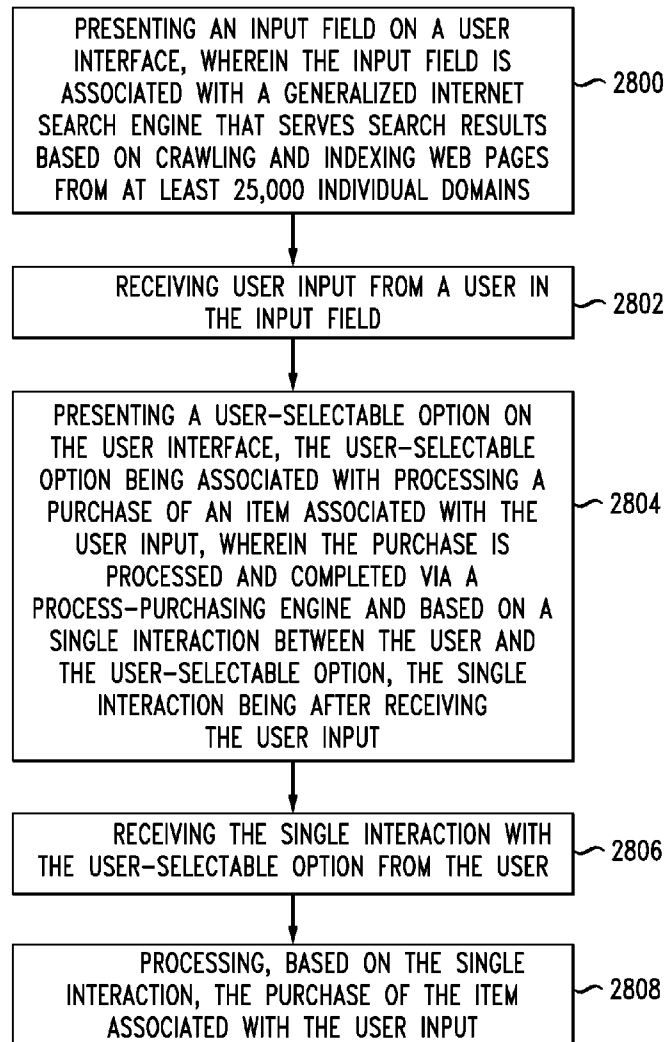 PRESENTING AN INPUT FIELD ON A USER
INTERFACE, WHEREIN THE INPUT FIELD IS
ASSOCIATED WITH A GENERALIZED INTERNET
SEARCH ENGINE THAT SERVES SEARCH RESULTS
BASED ON CRAWLING AND INDEXING WEB PAGES
FROM AT LEAST 25,000 INDIVIDUAL DOMAINS
2800
RECEIVING USER INPUT FROM A USER IN
THE INPUT FIELD
2802
PRESENTING A USER-SELECTABLE OPTION ON
THE USER INTERFACE, THE USER-SELECTABLE
OPTION BEING ASSOCIATED WITH PROCESSING A
PURCHASE OF AN ITEM ASSOCIATED WITH THE
USER INPUT, WHEREIN THE PURCHASE IS
PROCESSED AND COMPLETED VIA A
PROCESS-PURCHASING ENGINE AND BASED ON A
SINGLE INTERACTION BETWEEN THE USER AND
THE USER-SELECTABLE OPTION, THE SINGLE
INTERACTION BEING AFTER RECEIVING
THE USER INPUT
2804
RECEIVING THE SINGLE INTERACTION WITH
THE USER-SELECTABLE OPTION FROM THE USER
2806
PROCESSING, BASED ON THE SINGLE
INTERACTION, THE PURCHASE OF THE ITEM
ASSOCIATED WITH THE USER INPUT
2808